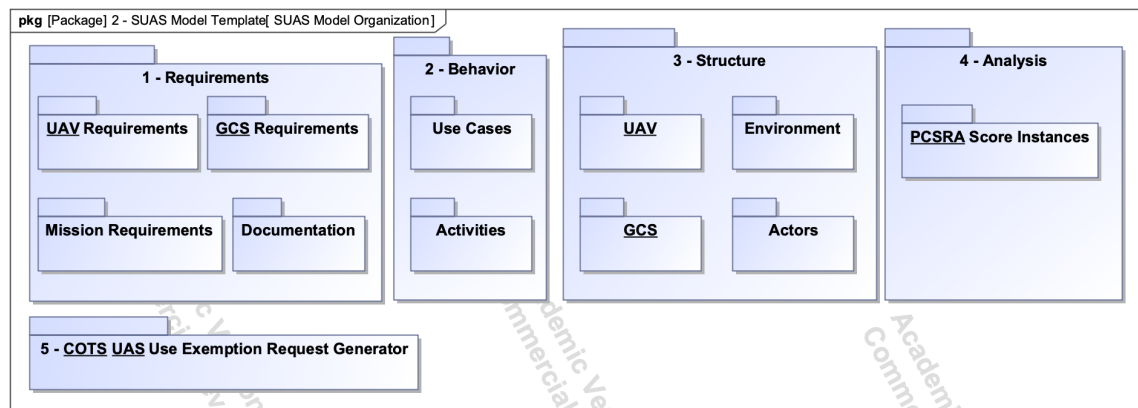 pkg [Package] 2 - SUAS Model Template[ SUAS Model Organization ]
1 - Requirements
UAV Requirements
GCS Requirements
Mission Requirements
Documentation
2 - Behavior
Use Cases
Activities
3 - Structure
UAV
Environment
GCS
Actors
4 - Analysis
PCSRA Score Instances
5 - COTS UAS Use Exemption Request Generator